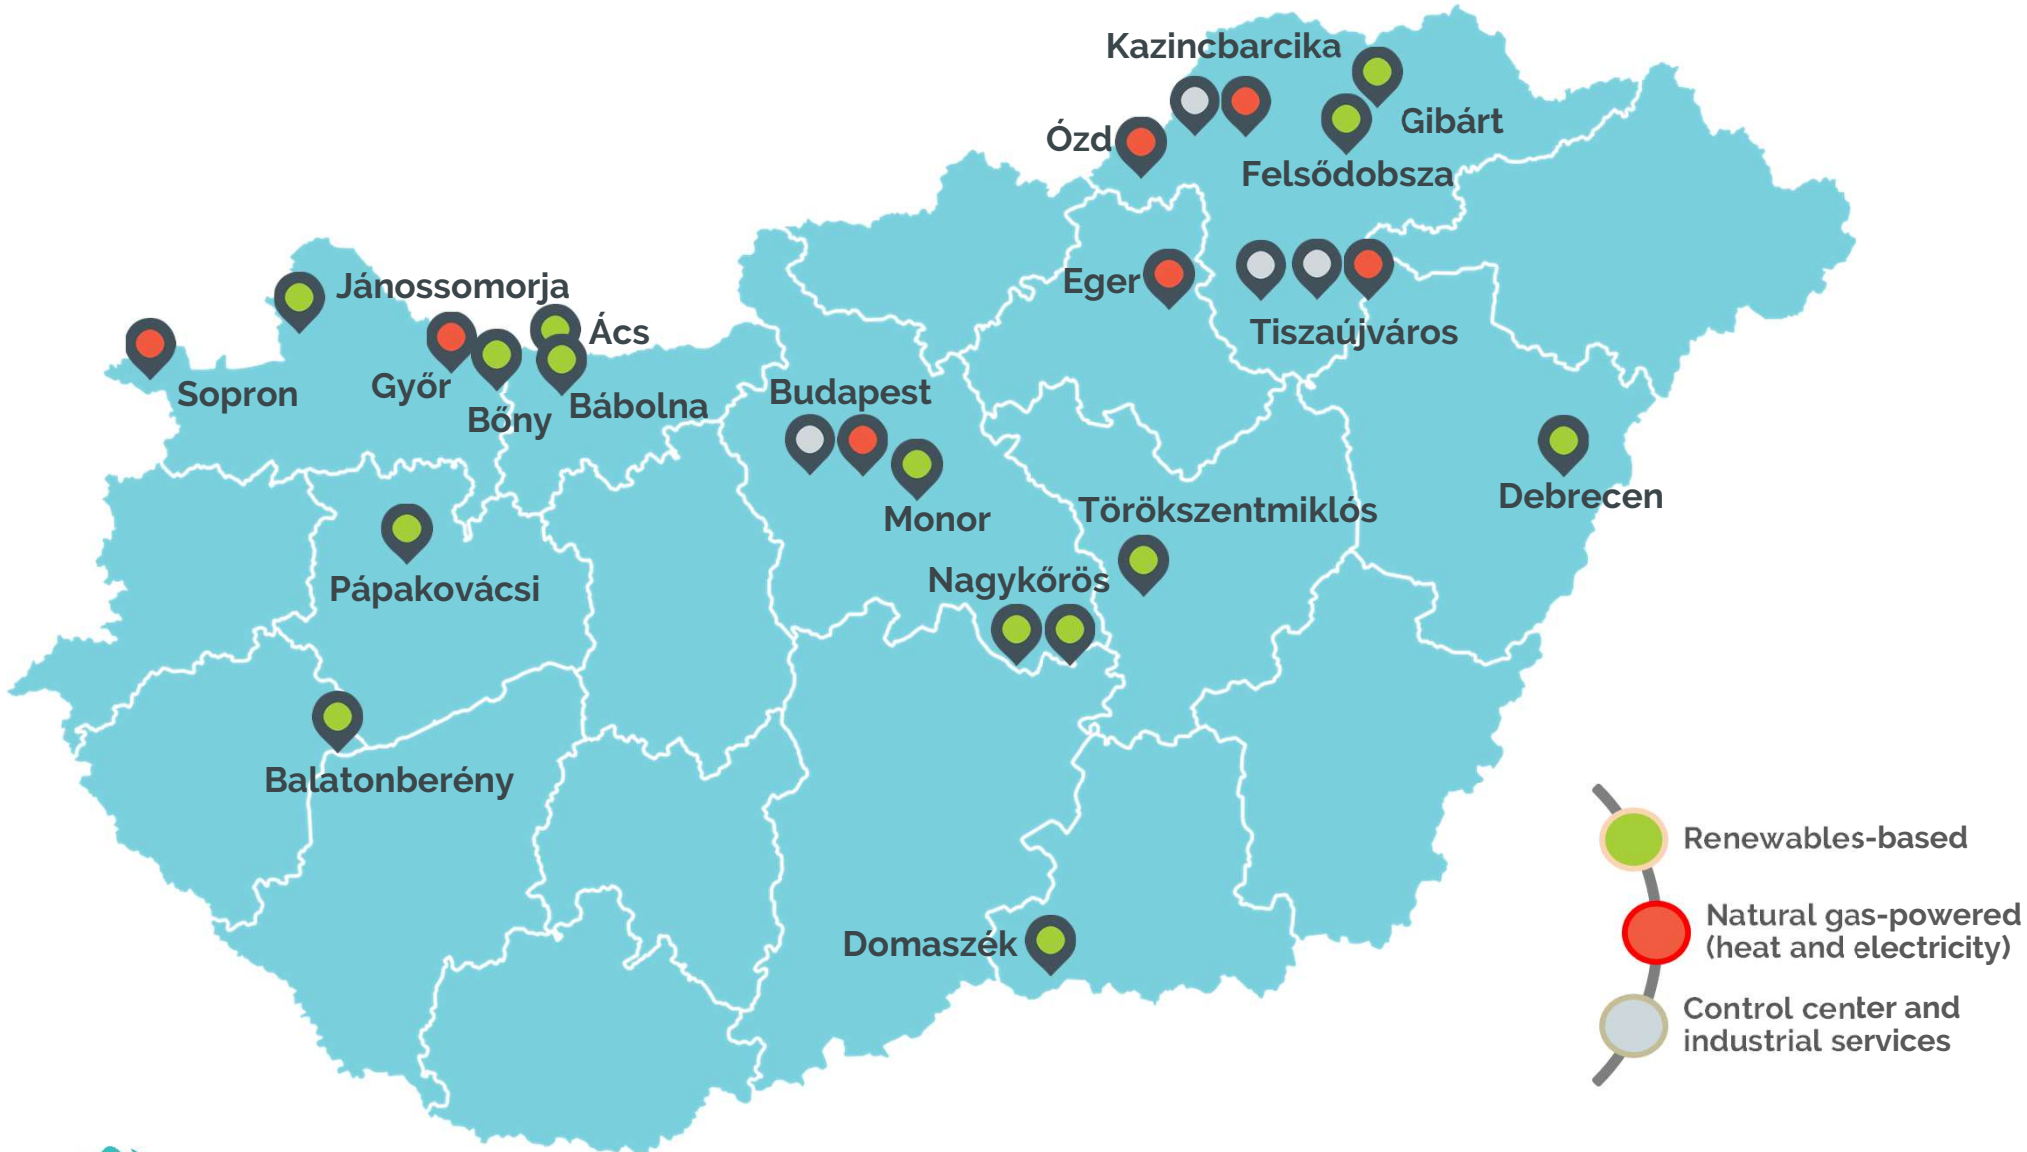 Kazincbarcika
Gibárt
Ózd
Felsődobsza
Eger
Jánossomorja
Ács
Tiszaújváros
Sopron
Győr
Budapest
Bábolna
Bőny
Debrecen
Törökszentmiklós
Monor
Nagykőrös
Pápakovácsi
Balatonberény
Domaszék
Renewables-based
Natural gas-powered
(heat and electricity)
Control center and
industrial services